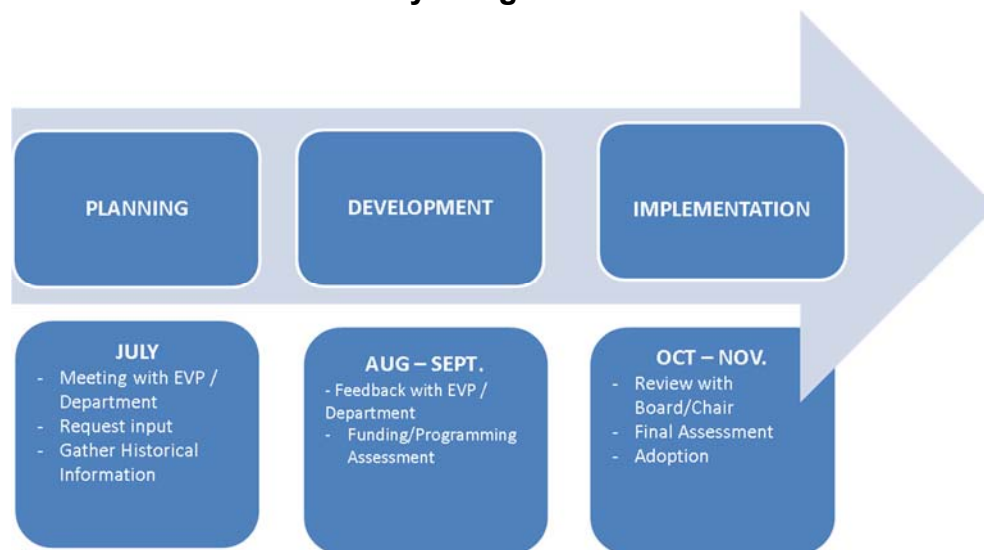 PLANNING
DEVELOPMENT
IMPLEMENTATION
JULY
- Meeting with EVP /
Department
- Request input
- Gather Historical
Information
AUG – SEPT.
- Feedback with EVP /
Department
- Funding/Programming
Assessment
OCT – NOV.
- Review with
Board/Chair
- Final Assessment
- Adoption